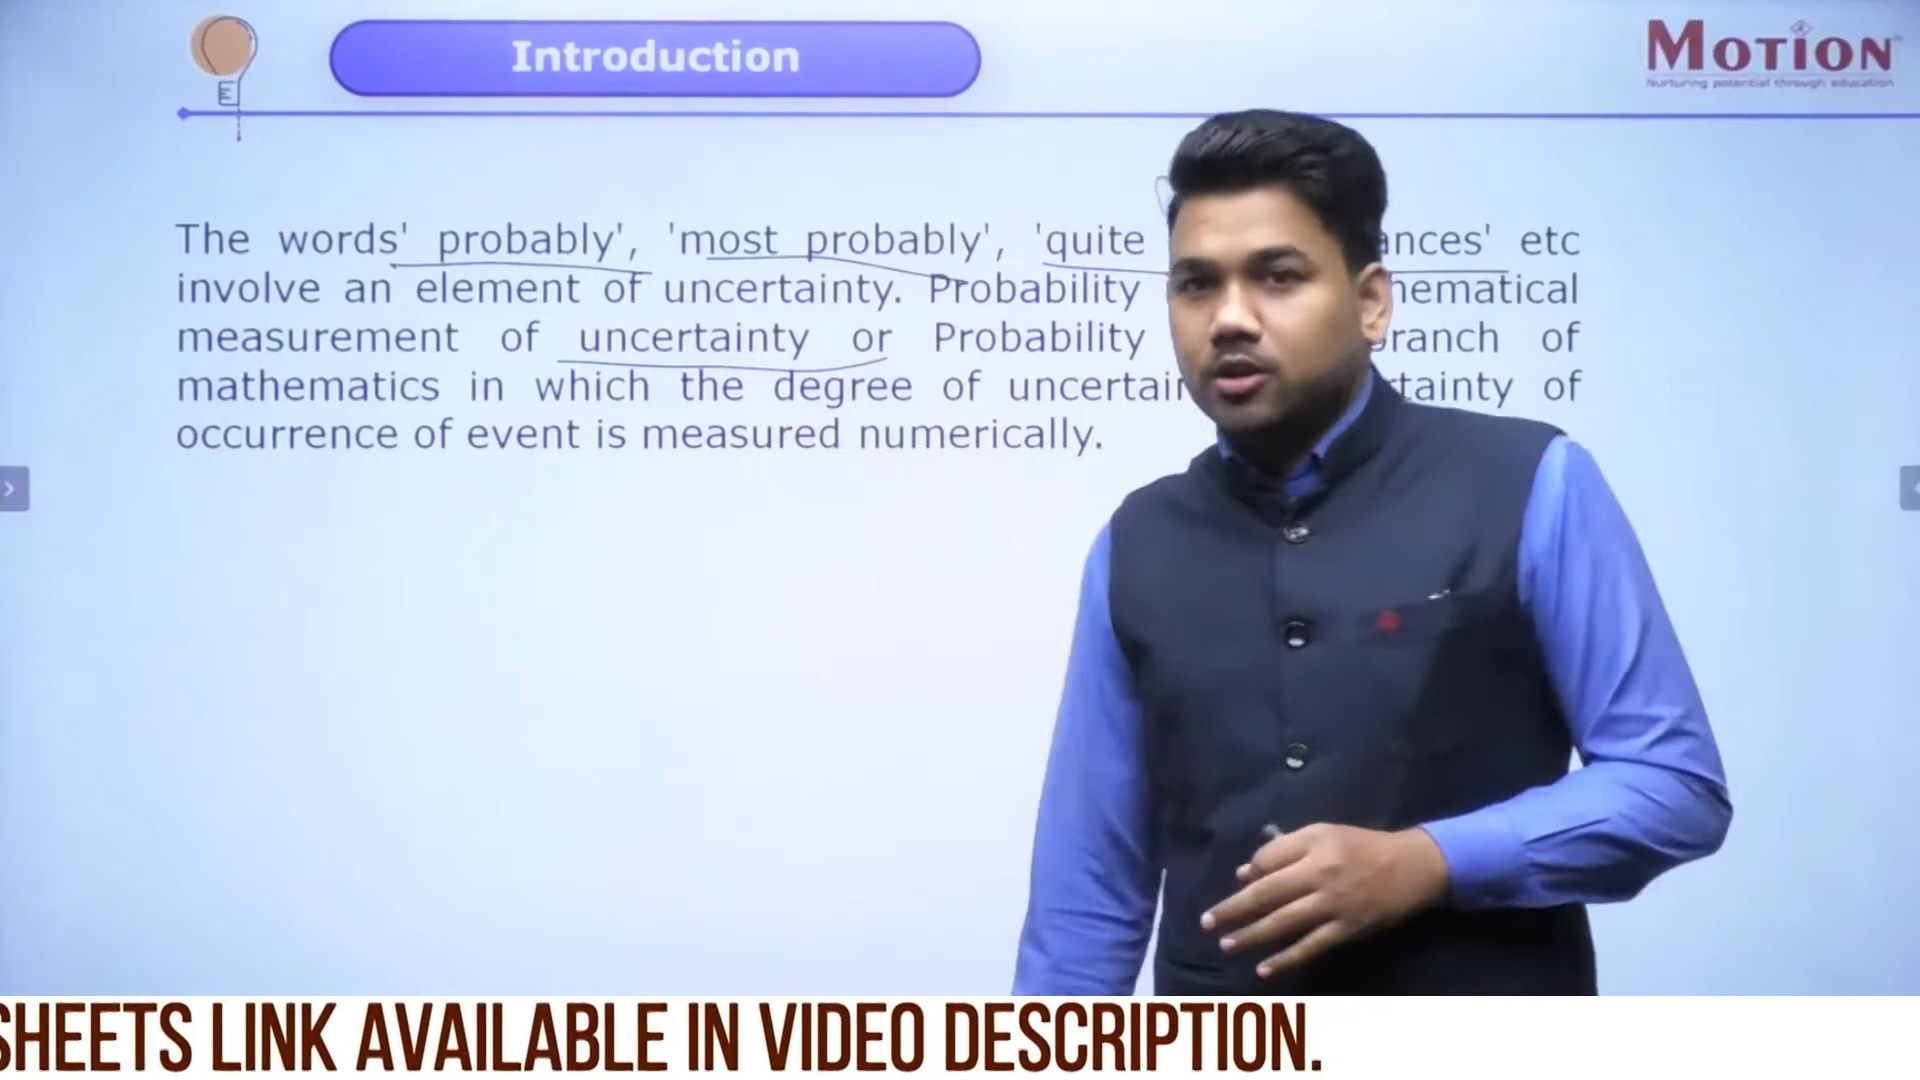 Introduction
MOTION
Nurturing potential through education
The words' probably', 'most probably', 'quite ances' etc
involve an element of uncertainty. Probability hematical
measurement of uncertainty or Probability branch of
mathematics in which the degree of uncertain rtainty of
occurrence of event is measured numerically.
SHEETS LINK AVAILABLE IN VIDEO DESCRIPTION.